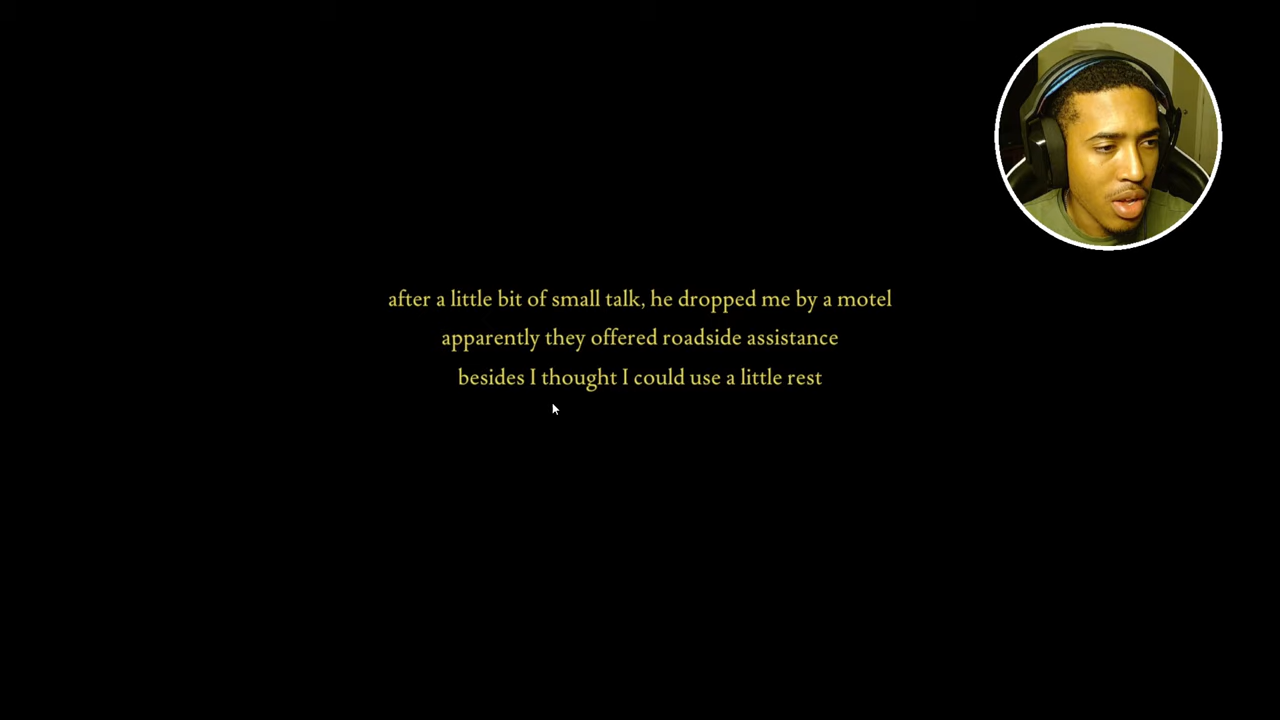 after a little bit of small talk, he dropped me by a motel
apparently they offered roadside assistance
besides I thought I could use a little rest